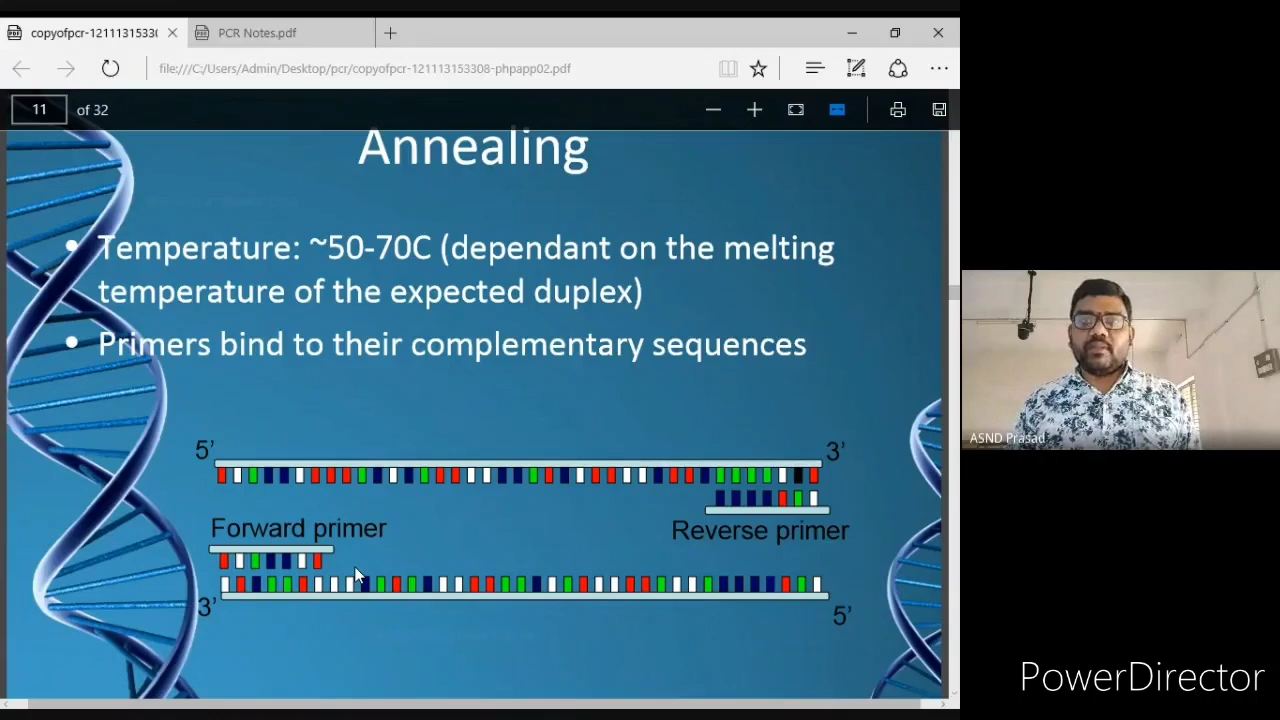 copyofpcr-1211131533
PCR Notes.pdf
file:///C:/Users/Admin/Desktop/pcr/copyofpcr-121113153308-phpapp02.pdf
11 of 32
Annealing
• Temperature: ~50-70C (dependant on the melting
temperature of the expected duplex)
• Primers bind to their complementary sequences
5' 3'
Forward primer Reverse primer
3' 5'
ASND Prasad
PowerDirector